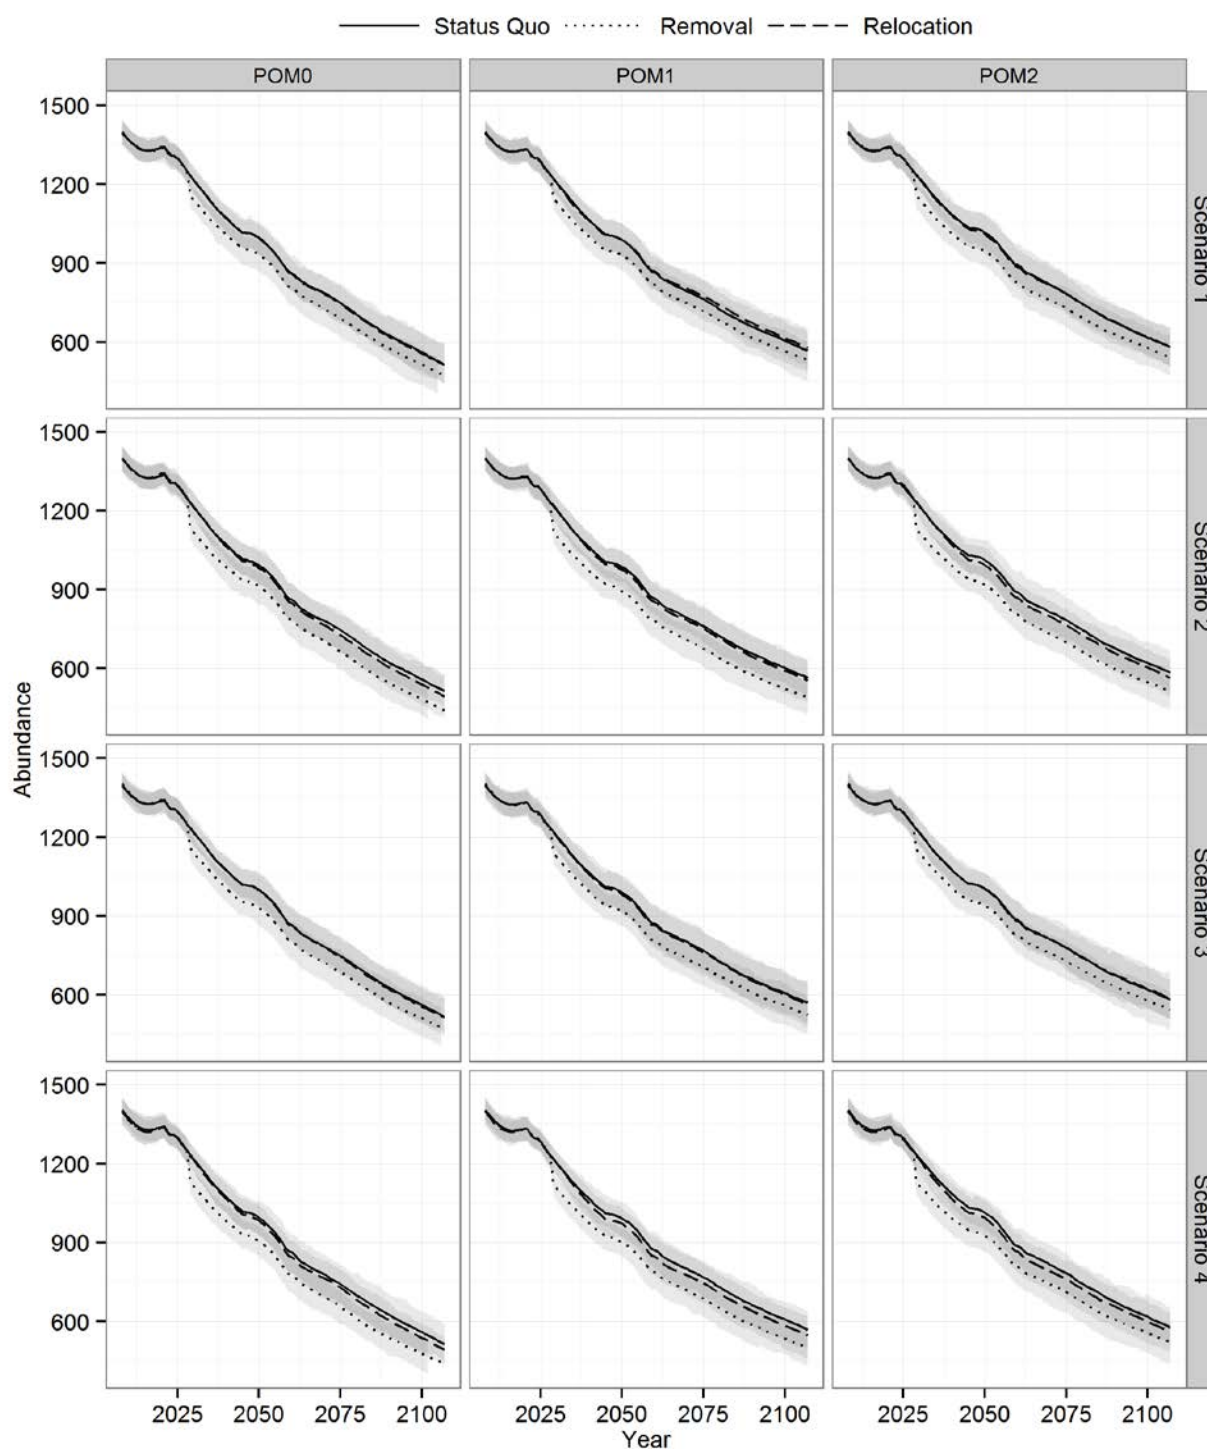 Status Quo Removal Relocation
POM0 POM1 POM2
1500
1200
900
600
Scenario 1
1500
1200
900
600
Scenario 2
Abundance
1500
1200
900
600
Scenario 3
1500
1200
900
600
Scenario 4
2025 2050 2075 2100 2025 2050 2075 2100 2025 2050 2075 2100
Year